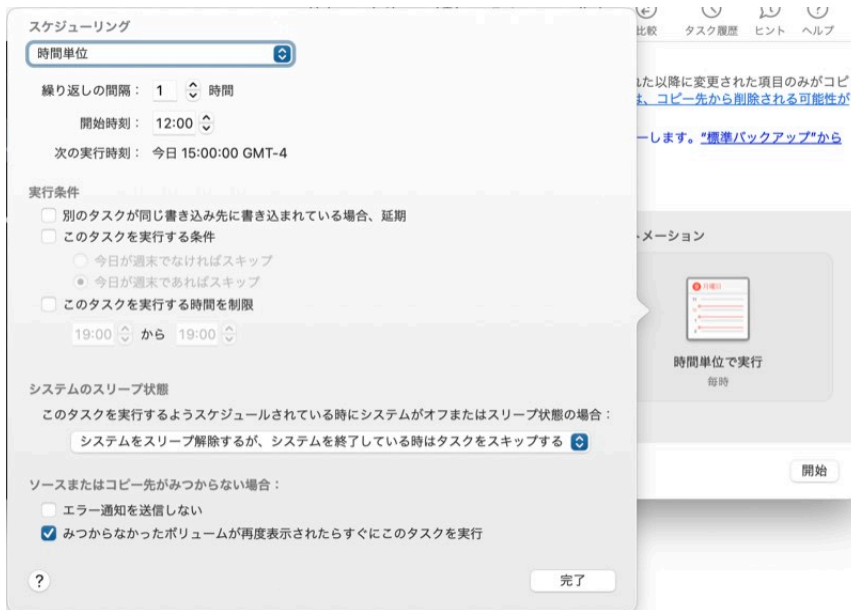 スケジューリング
時間単位
繰り返しの間隔： 1 時間
開始時刻： 12:00
次の実行時刻： 今日 15:00:00 GMT-4
実行条件
別のタスクが同じ書き込み先に書き込まれている場合、延期
このタスクを実行する条件
今日が週末でなければスキップ
今日が週末であればスキップ
このタスクを実行する時間を制限
19:00 から 19:00
システムのスリープ状態
このタスクを実行するようスケジュールされている時にシステムがオフまたはスリープ状態の場合：
システムをスリープ解除するが、システムを終了している時はタスクをスキップする
ソースまたはコピー先がみつからない場合：
エラー通知を送信しない
みつからなかったボリュームが再度表示されたらすぐにこのタスクを実行
?
完了
比較 タスク履歴 ヒント ヘルプ
れた以降に変更された項目のみがコピ
は、コピー先から削除される可能性が
ーします。"標準バックアップ"から
トメーション
月曜日
時間単位で実行
毎時
開始